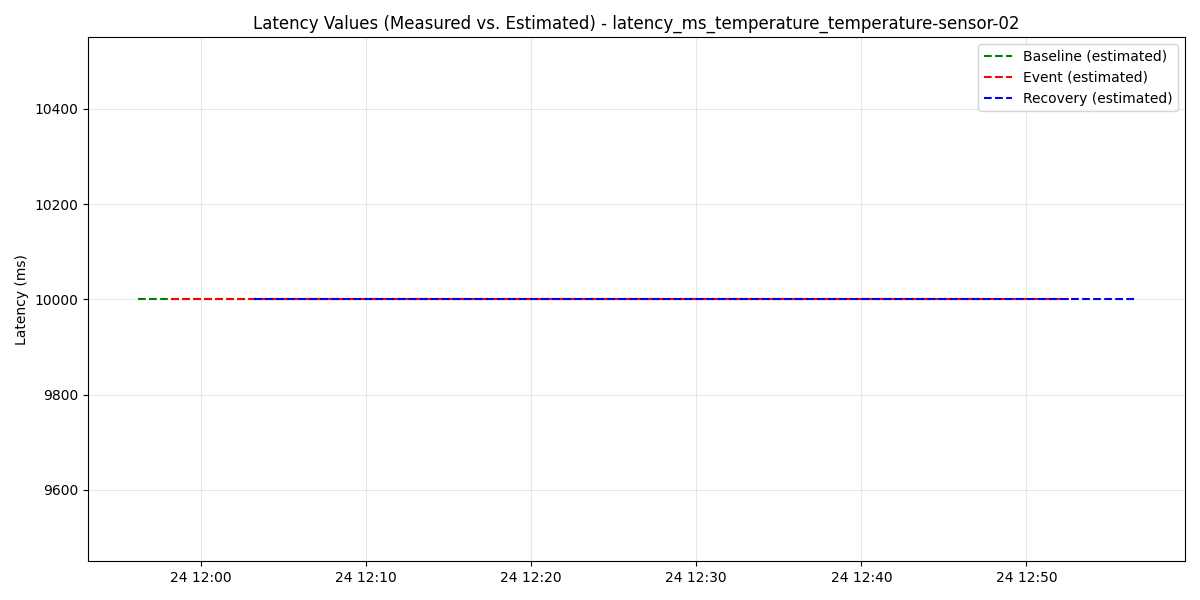 Latency Values (Measured vs. Estimated) - latency_ms_temperature_temperature-sensor-02
Baseline (estimated)
Event (estimated)
Recovery (estimated)
Latency (ms)
10400
10200
10000
9800
9600
24 12:00
24 12:10
24 12:20
24 12:30
24 12:40
24 12:50